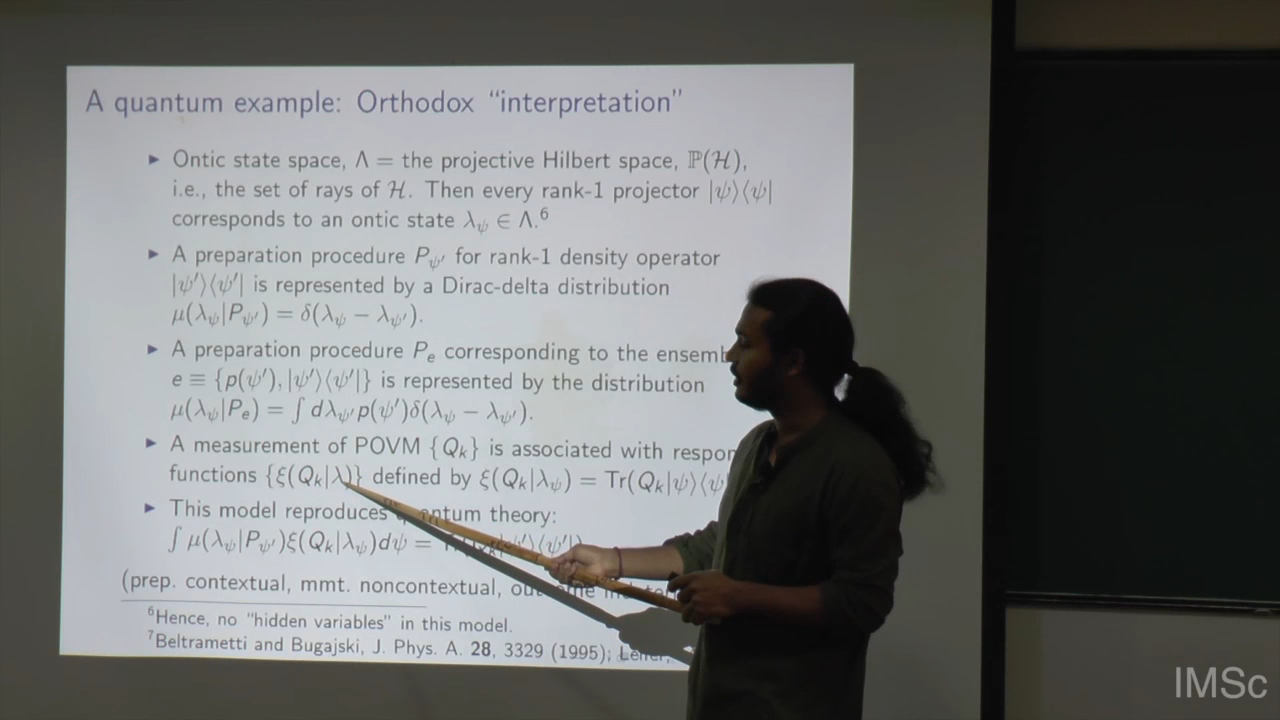 A quantum example: Orthodox “interpretation”
▶ Ontic state space, Λ = the projective Hilbert space, ℙ(ℋ),
i.e., the set of rays of ℋ. Then every rank-1 projector |ψ⟩⟨ψ|
corresponds to an ontic state λ_ψ ∈ Λ.⁶
▶ A preparation procedure P_ψ′ for rank-1 density operator
|ψ′⟩⟨ψ′| is represented by a Dirac-delta distribution
μ(λ_ψ|P_ψ′) = δ(λ_ψ − λ_ψ′).
▶ A preparation procedure P_e corresponding to the
e ≡ {p(ψ′), |ψ′⟩⟨ψ′|} is represented by the distribution
μ(λ_ψ|P_e) = ∫ dλ_ψ′ p(ψ′)δ(λ_ψ − λ_ψ′).
▶ A measurement of POVM {Q_k} is associated with
functions {ξ(Q_k|λ)} defined by ξ(Q_k|λ_ψ) = Tr(Q_k|ψ⟩⟨ψ
▶ This model reproduces quantum theory:
∫ μ(λ_ψ|P_ψ′)ξ(Q_k|λ_ψ)dψ =
(prep. contextual, mmt. noncontextual,
⁶Hence, no "hidden variables" in this model.
⁷Beltrametti and Bugajski, J. Phys. A. 28, 3329 (1995);
IMSc